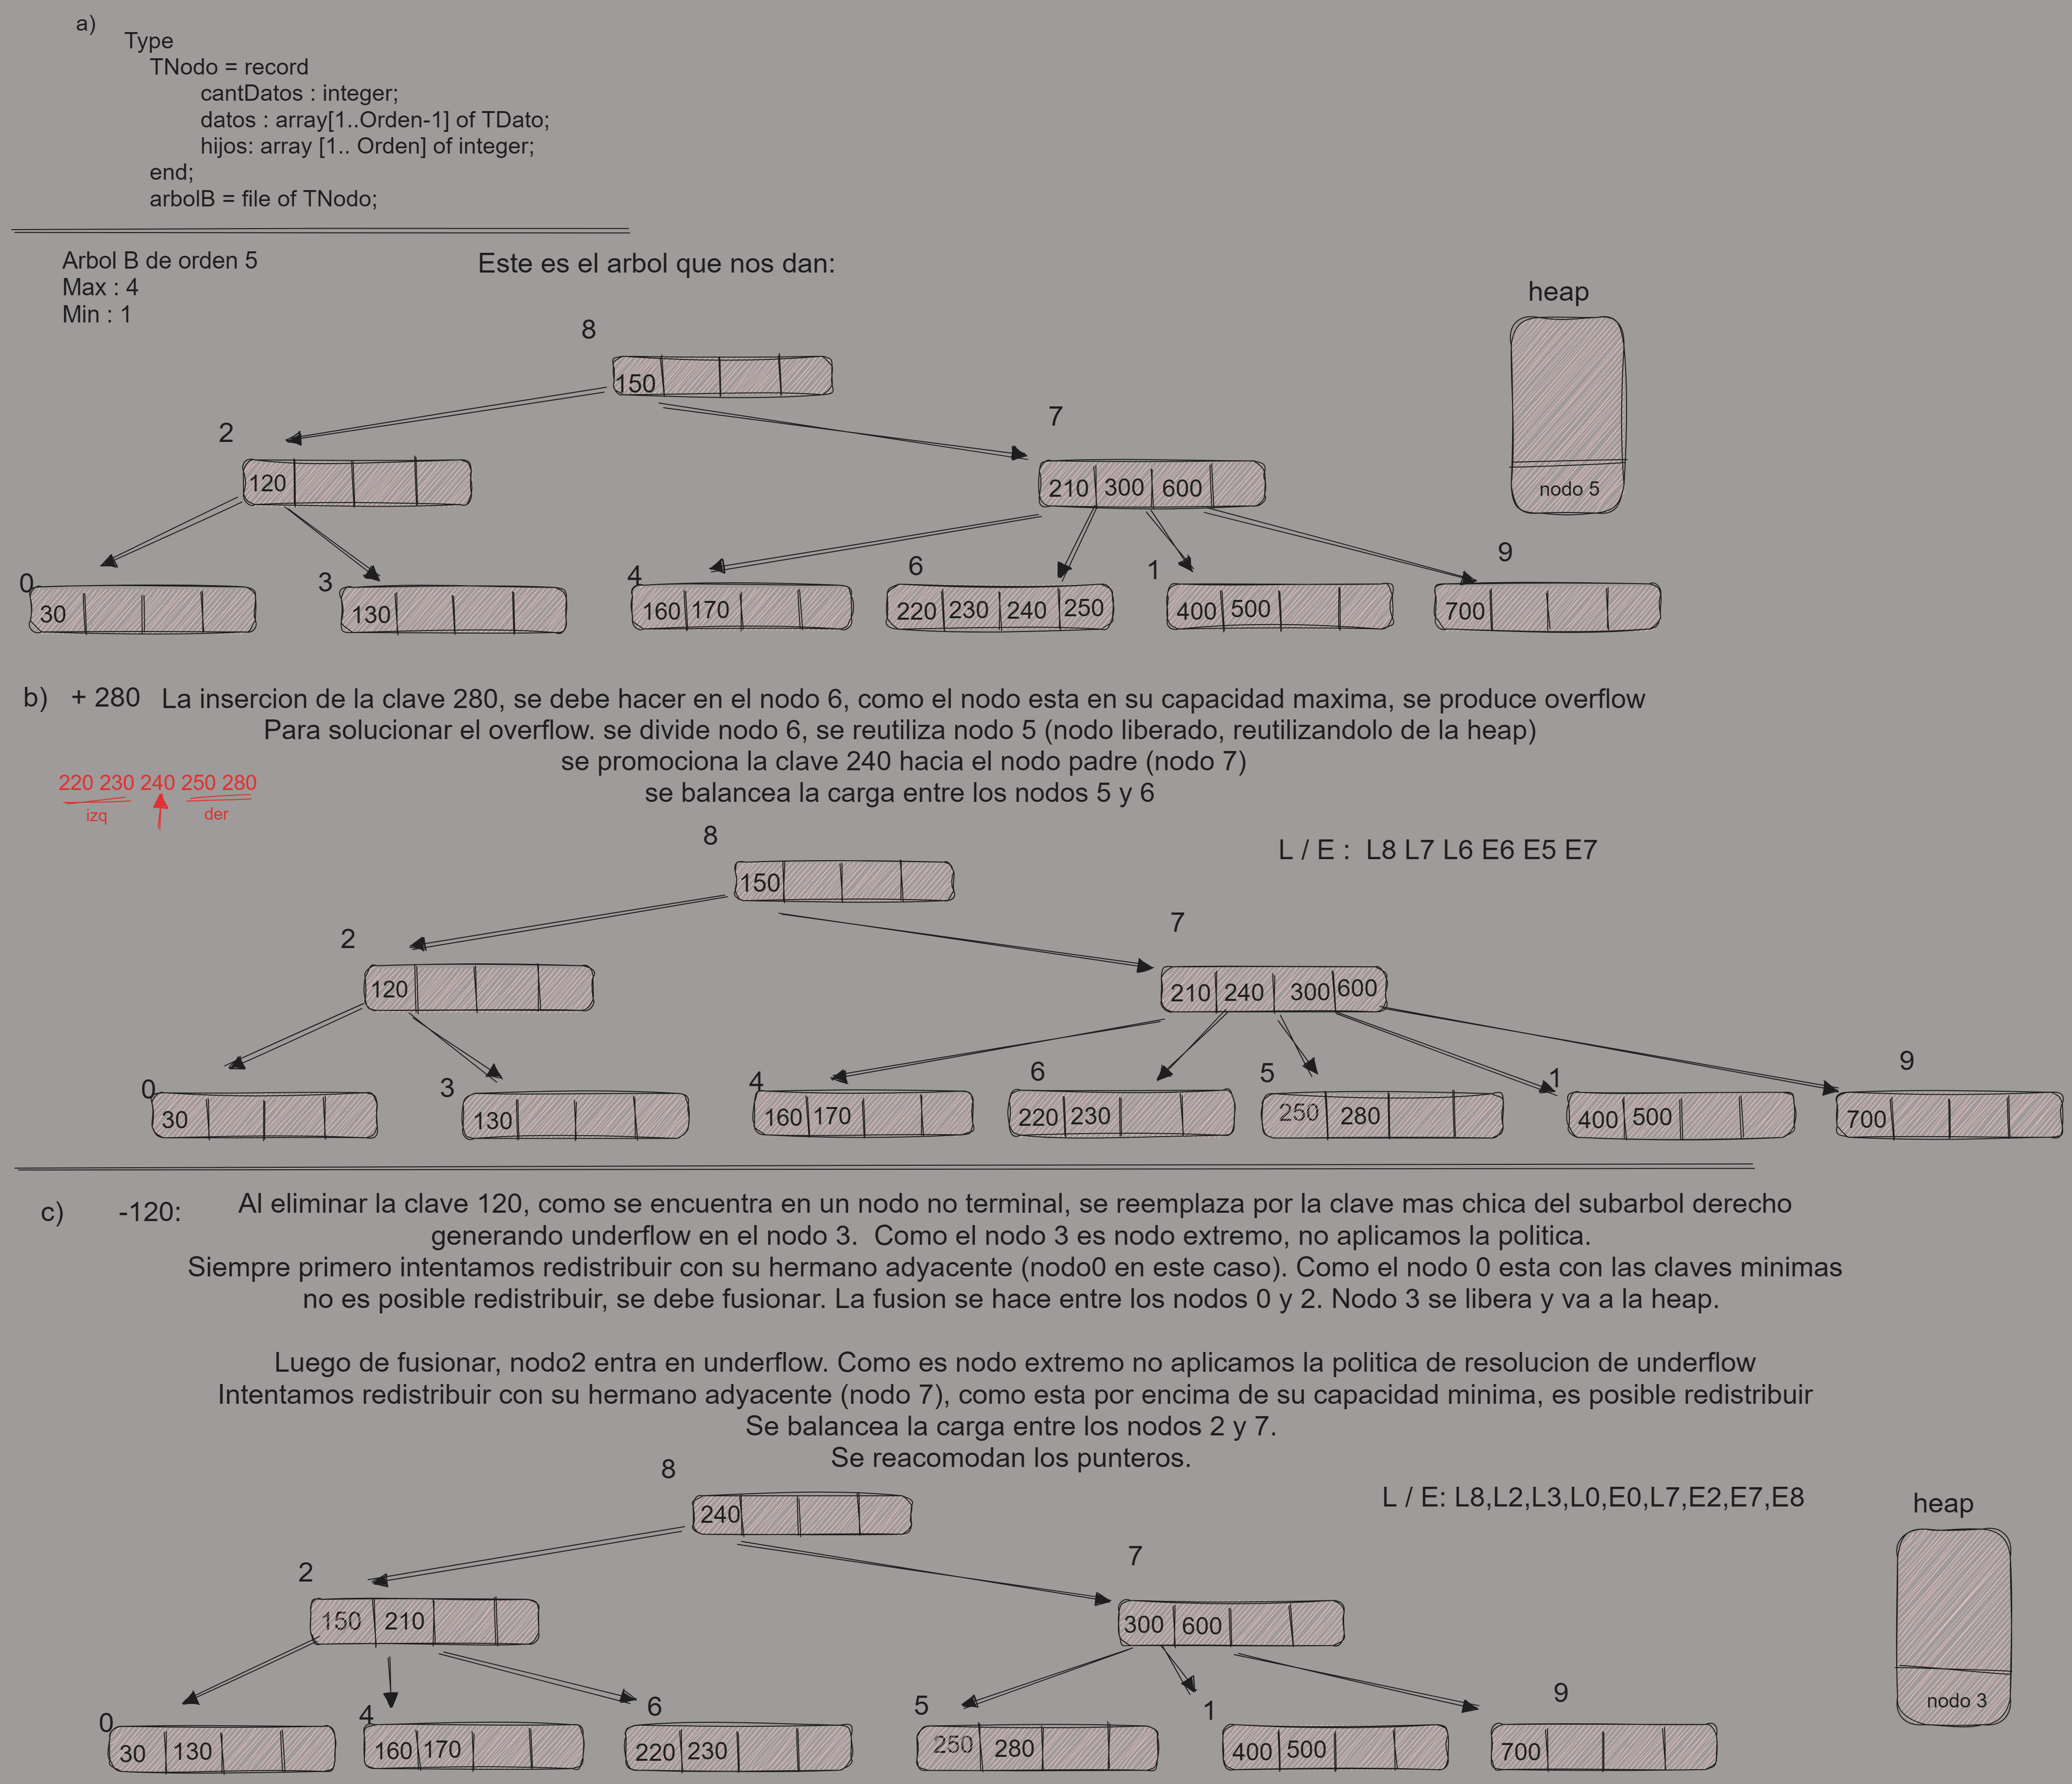 a)
Type
TNodo = record
cantDatos : integer;
datos : array[1..Orden-1] of TDato;
hijos: array [1.. Orden] of integer;
end;
arbolB = file of TNodo;
Arbol B de orden 5
Max : 4
Min : 1
Este es el arbol que nos dan:
heap
nodo 5
8
150
2
7
120
210 300 600
0
3
4
6
1
9
30
130
160 170
220 230 240 250
400 500
700
b) + 280 La insercion de la clave 280, se debe hacer en el nodo 6, como el nodo esta en su capacidad maxima, se produce overflow
Para solucionar el overflow. se divide nodo 6, se reutiliza nodo 5 (nodo liberado, reutilizandolo de la heap)
se promociona la clave 240 hacia el nodo padre (nodo 7)
se balancea la carga entre los nodos 5 y 6
220 230 240 250 280
izq
der
L / E : L8 L7 L6 E6 E5 E7
8
150
2
7
120
210 240 300 600
0
3
4
6
5
1
9
30
130
160 170
220 230
250 280
400 500
700
c) -120: Al eliminar la clave 120, como se encuentra en un nodo no terminal, se reemplaza por la clave mas chica del subarbol derecho
generando underflow en el nodo 3. Como el nodo 3 es nodo extremo, no aplicamos la politica.
Siempre primero intentamos redistribuir con su hermano adyacente (nodo0 en este caso). Como el nodo 0 esta con las claves minimas
no es posible redistribuir, se debe fusionar. La fusion se hace entre los nodos 0 y 2. Nodo 3 se libera y va a la heap.
Luego de fusionar, nodo2 entra en underflow. Como es nodo extremo no aplicamos la politica de resolucion de underflow
Intentamos redistribuir con su hermano adyacente (nodo 7), como esta por encima de su capacidad minima, es posible redistribuir
Se balancea la carga entre los nodos 2 y 7.
Se reacomodan los punteros.
L / E: L8,L2,L3,L0,E0,L7,E2,E7,E8
heap
nodo 3
8
240
2
7
150 210
300 600
0
4
6
5
1
9
30 130
160 170
220 230
250 280
400 500
700